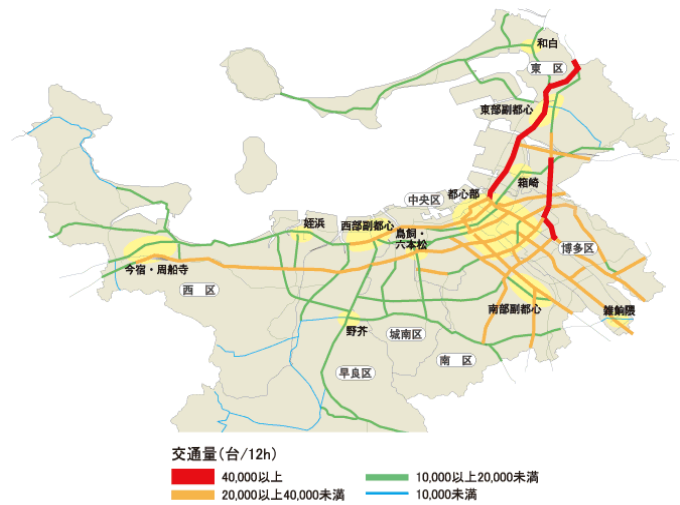 和白
東 区
東部副都心
箱崎
中央区
都心部
姪浜
西部副都心
鳥飼・
六本松
博多区
今宿・周船寺
西 区
南部副都心
雑餉隈
野芥
城南区
南 区
早良区
交通量(台/12h)
40,000以上
10,000以上20,000未満
20,000以上40,000未満
10,000未満